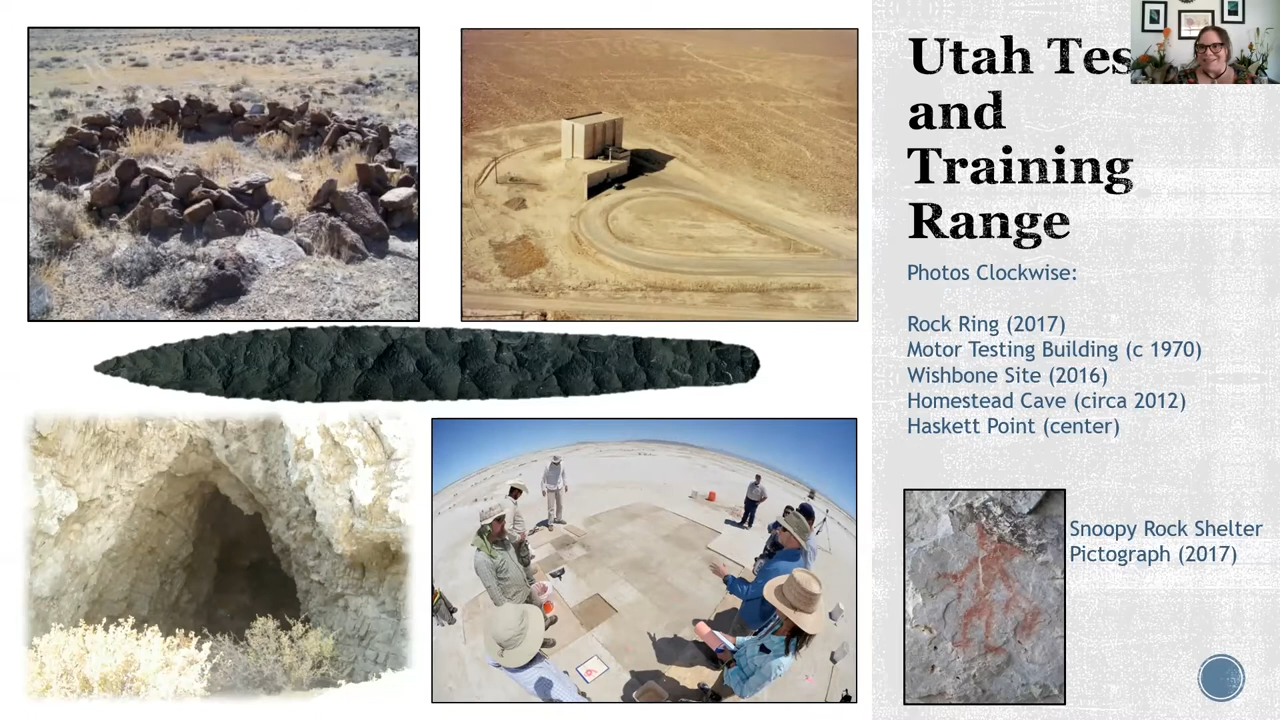 Utah Tes
and
Training
Range
Photos Clockwise:
Rock Ring (2017)
Motor Testing Building (c 1970)
Wishbone Site (2016)
Homestead Cave (circa 2012)
Haskett Point (center)
Snoopy Rock Shelter
Pictograph (2017)